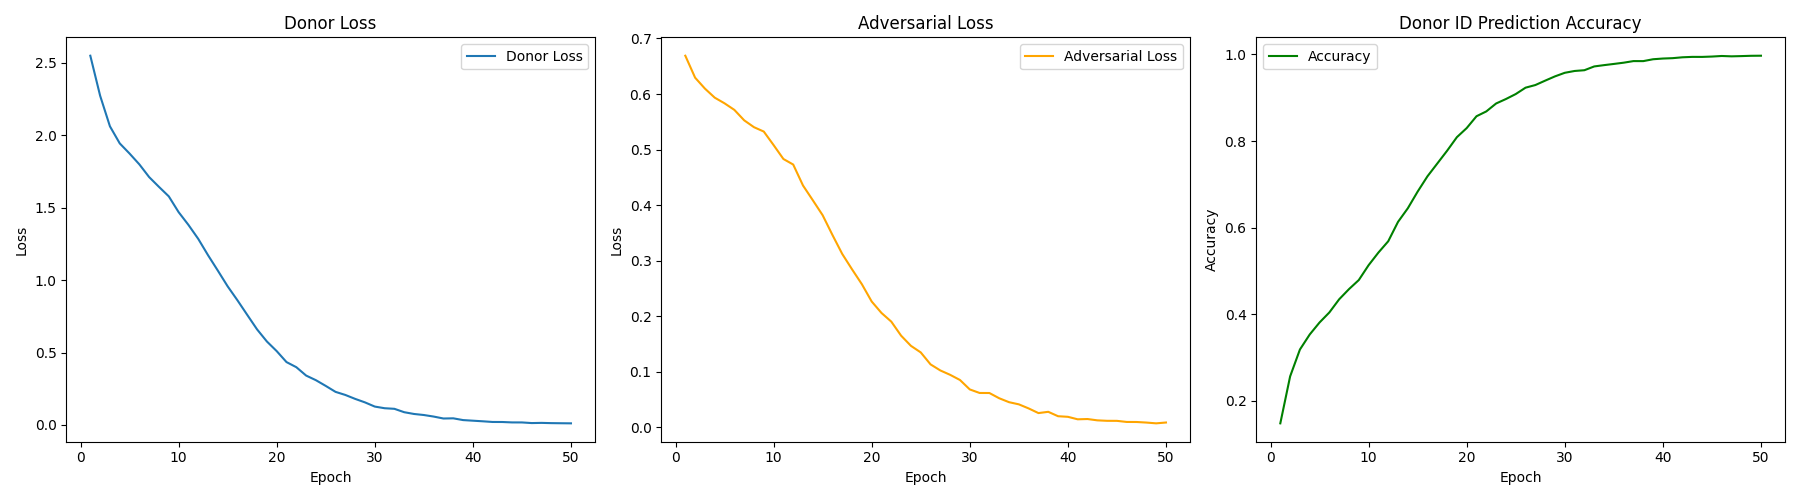 Donor Loss
Donor Loss
2.5
2.0
1.5
1.0
0.5
0.0
Loss
0 10 20 30 40 50
Epoch
Adversarial Loss
Adversarial Loss
0.7
0.6
0.5
0.4
0.3
0.2
0.1
0.0
Loss
0 10 20 30 40 50
Epoch
Donor ID Prediction Accuracy
Accuracy
1.0
0.8
0.6
0.4
0.2
Accuracy
0 10 20 30 40 50
Epoch